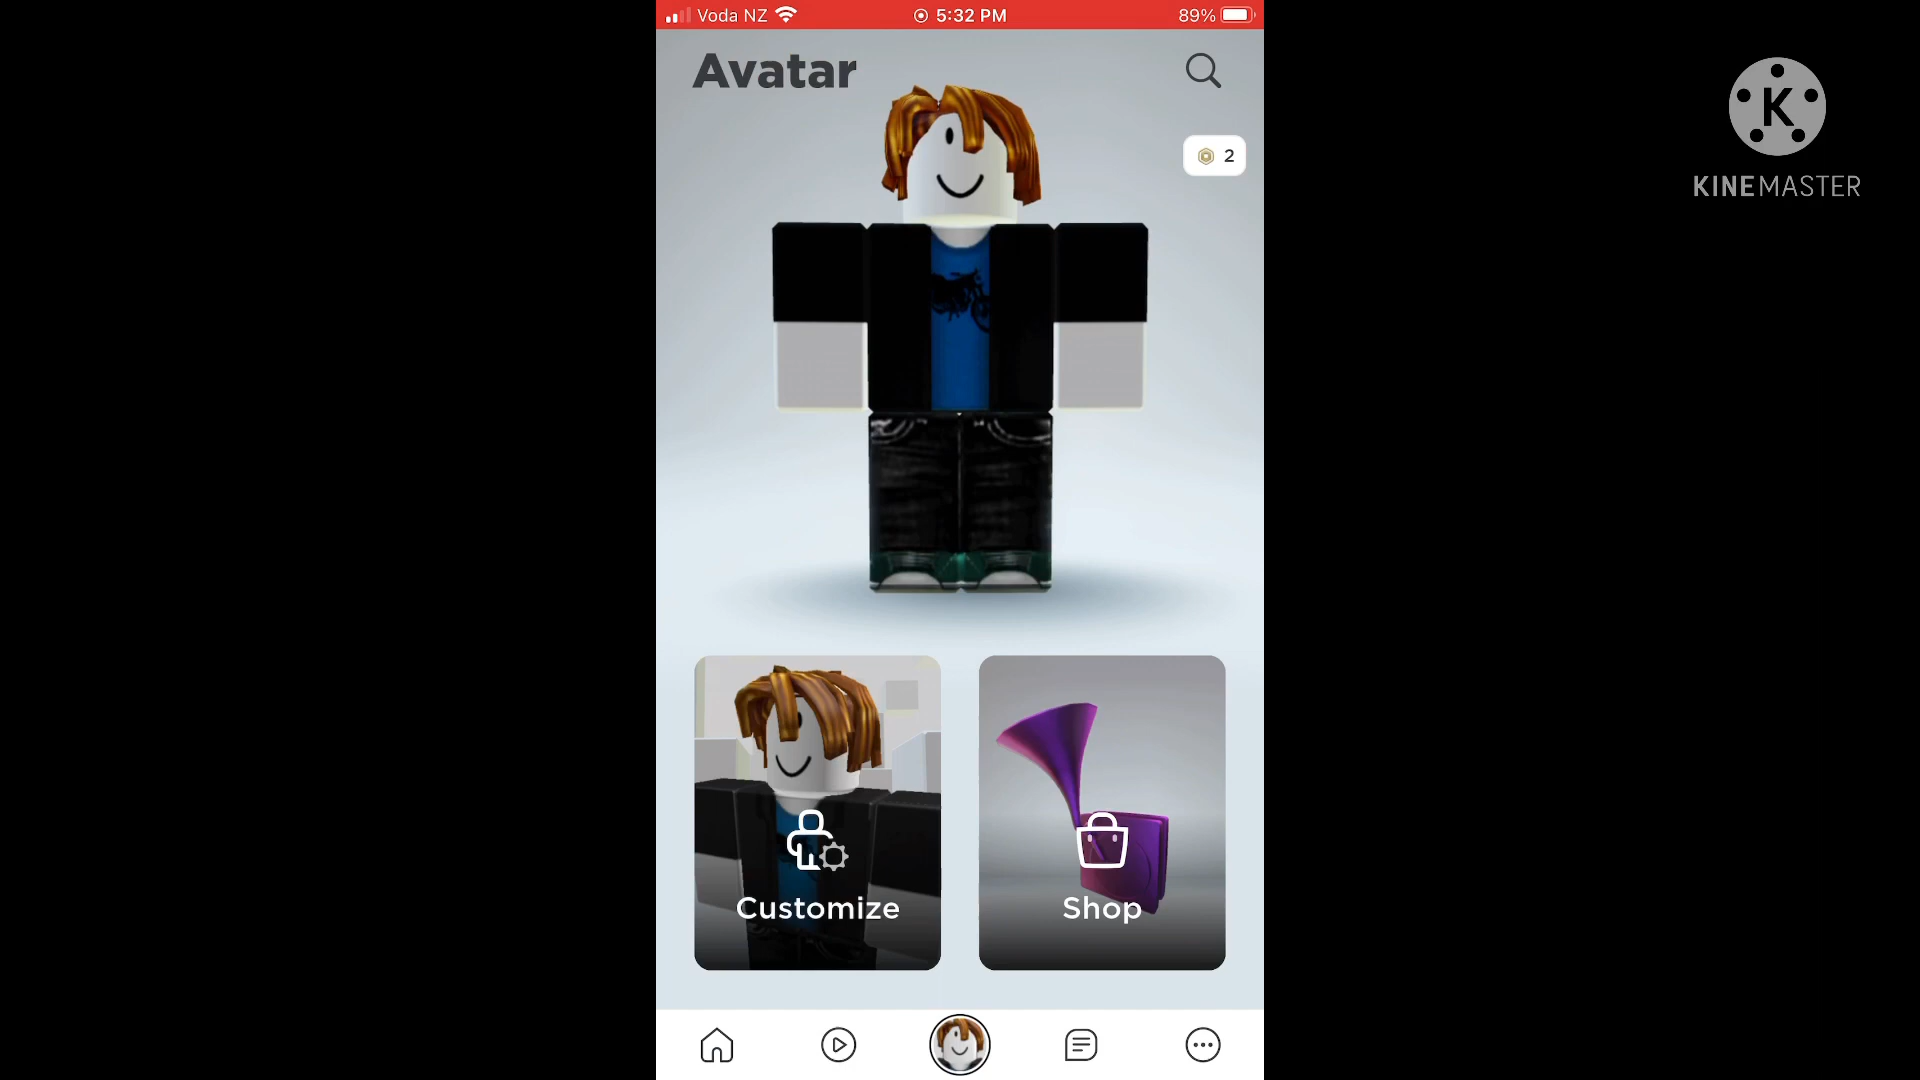 Voda NZ 5:32 PM 89%
Avatar
2
K
KINEMASTER
Customize
Shop